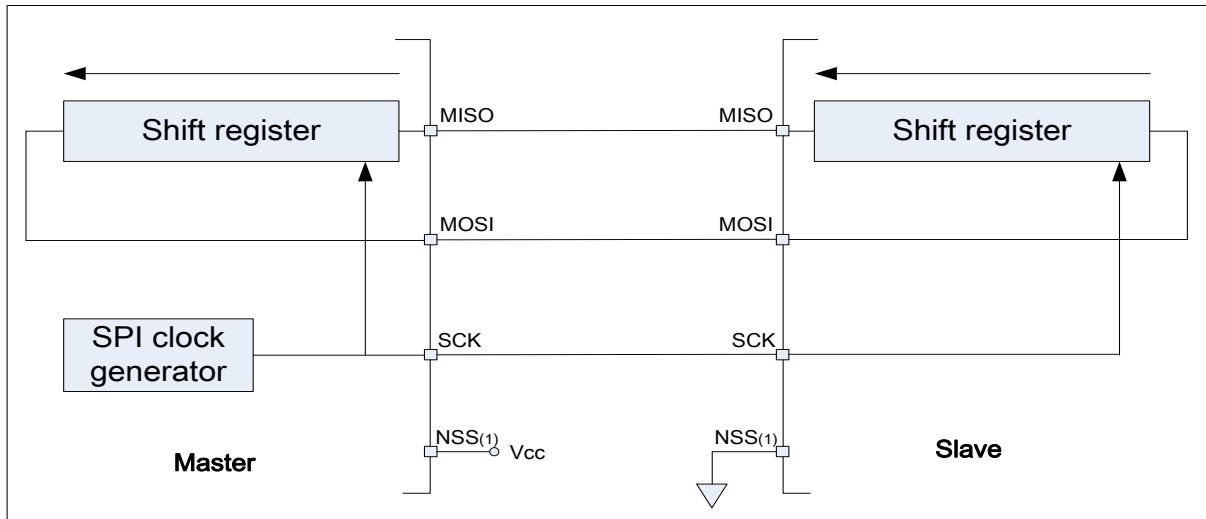 MISO
MISO
Shift register
Shift register
MOSI
MOSI
SCK
SCK
SPI clock
generator
NSS(1)
Vcc
NSS(1)
Master
Slave